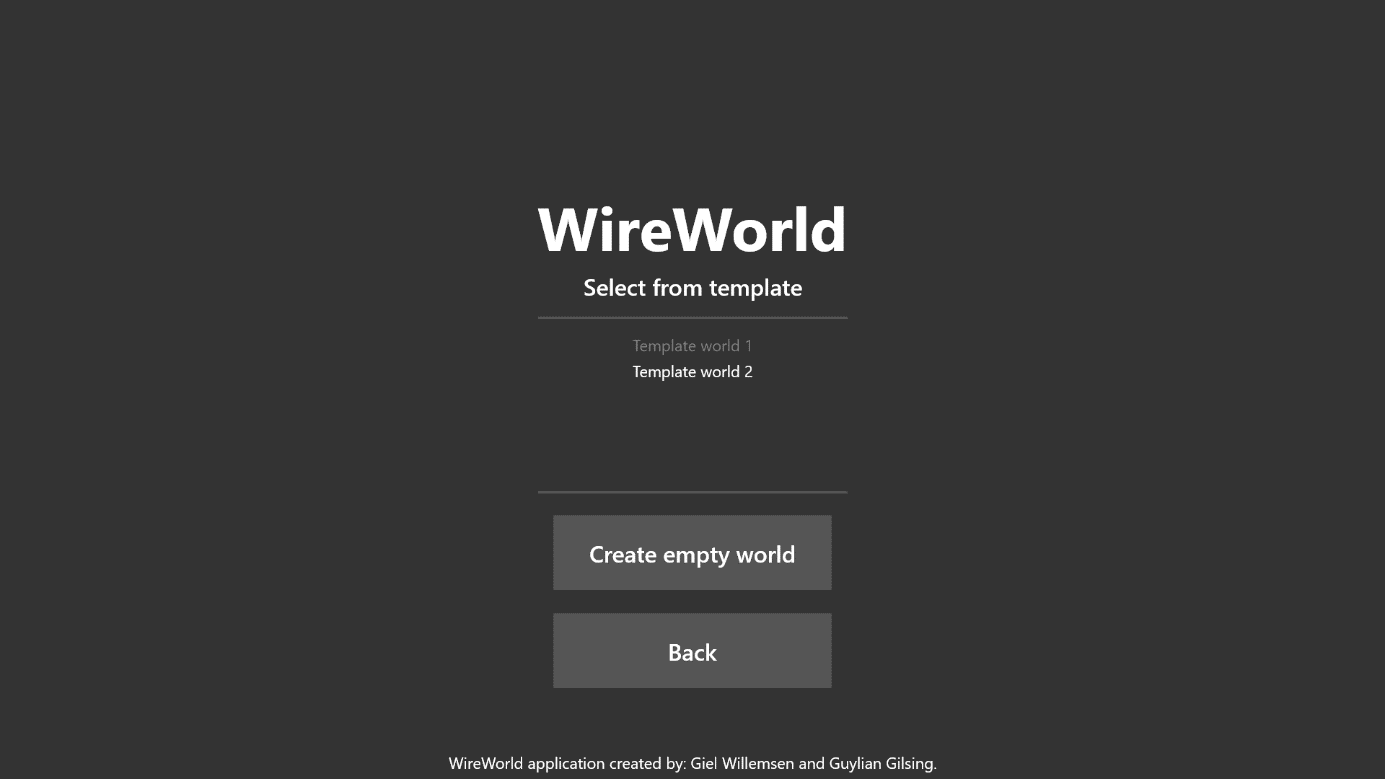 WireWorld
Select from template
Template world 1
Template world 2
Create empty world
Back
WireWorld application created by: Giel Willemsen and Guylian Gilsing.